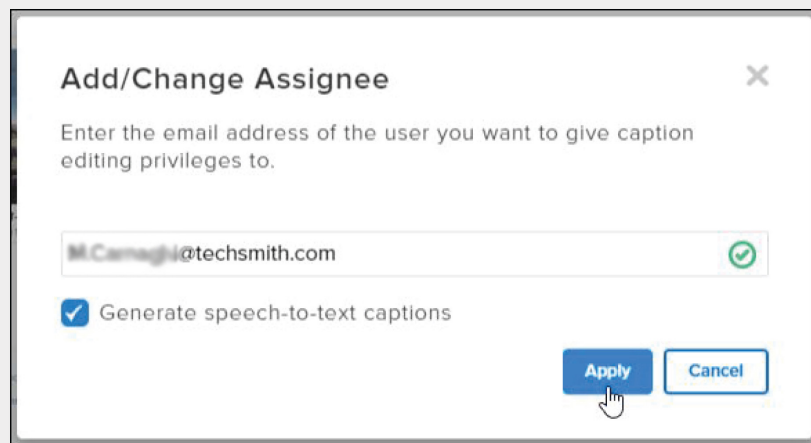 Add/Change Assignee
Enter the email address of the user you want to give caption
editing privileges to.
@techsmith.com
Generate speech-to-text captions
Apply
Cancel